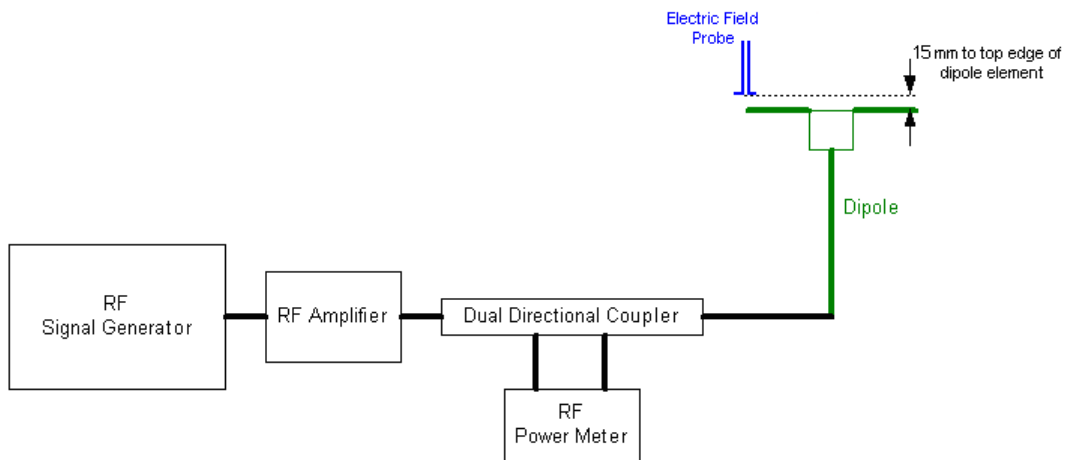 Electric Field
Probe
15 mm to top edge of
dipole element
Dipole
RF
Signal Generator
RF Amplifier
Dual Directional Coupler
RF
Power Meter